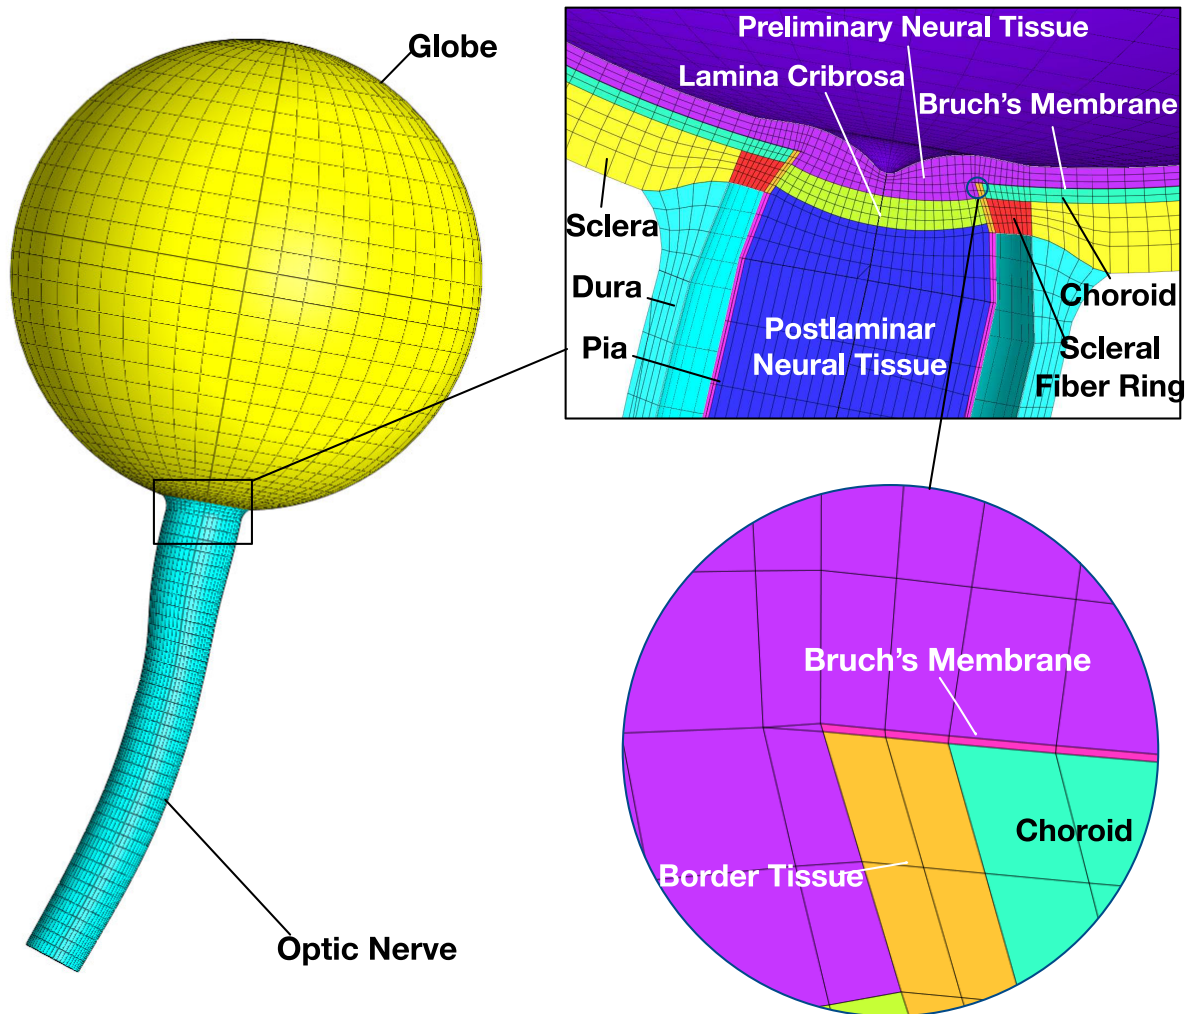 Globe
Preliminary Neural Tissue
Lamina Cribrosa
Bruch's Membrane
Sclera
Dura
Choroid
Pia
Postlaminar
Neural Tissue
Scleral
Fiber Ring
Bruch's Membrane
Choroid
Border Tissue
Optic Nerve